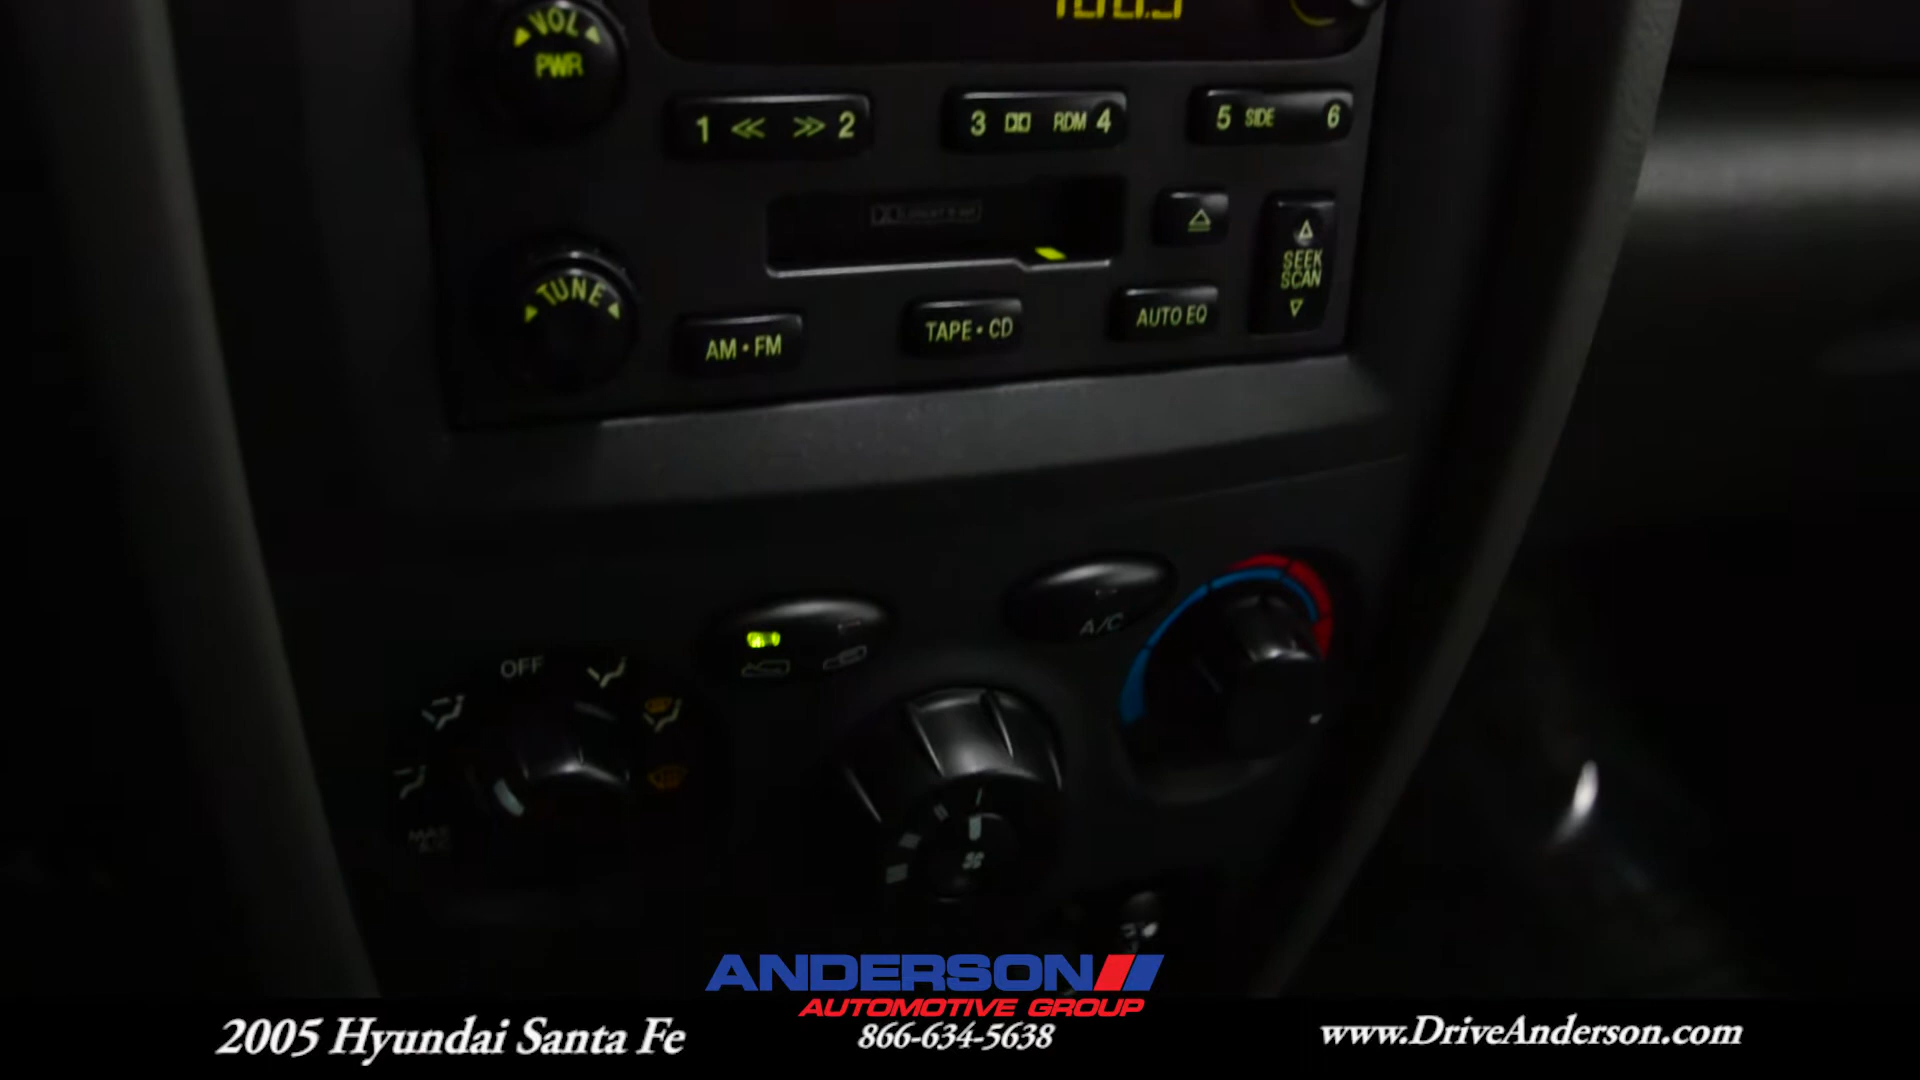 VOL
PWR
1 2
3 RDM 4
5 SIDE 6
TUNE
SEEK
SCAN
AM•FM
TAPE•CD
AUTO EQ
A/C
OFF
MAX
A/C
ANDERSON
AUTOMOTIVE GROUP
2005 Hyundai Santa Fe
866-634-5638
www.DriveAnderson.com